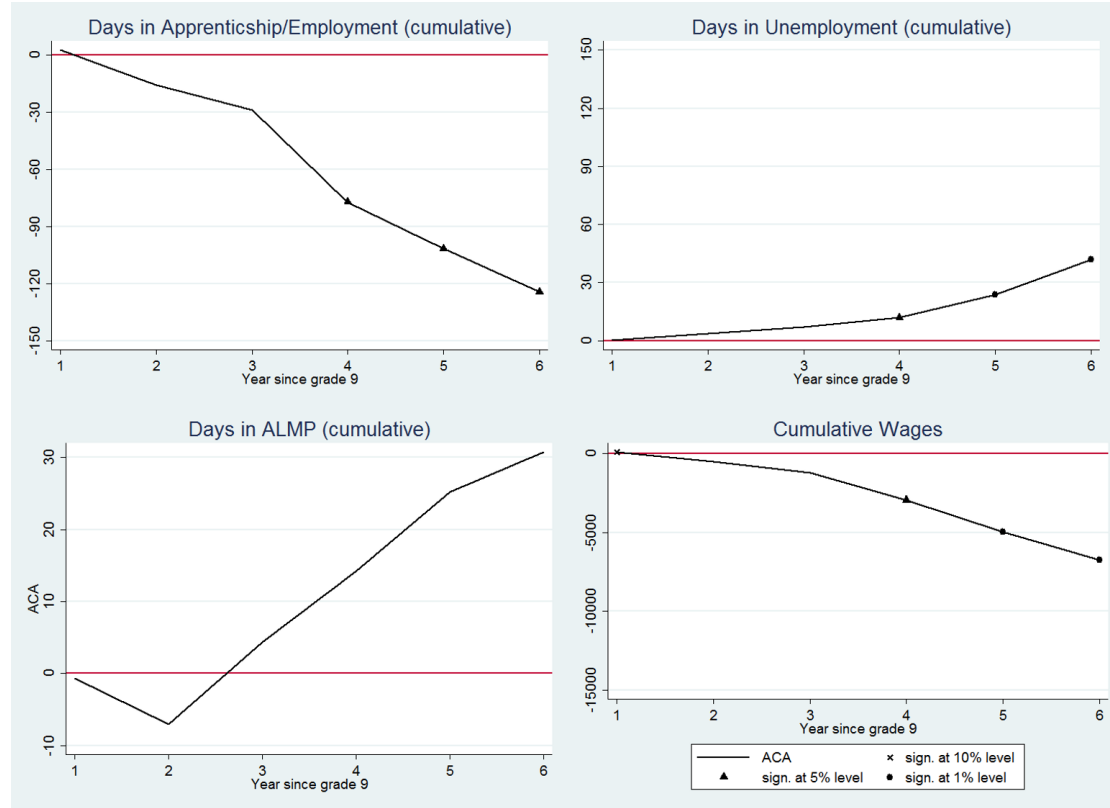 Days in Apprenticship/Employment (cumulative)
0
-30
-60
-90
-120
-150
1 2 3 4 5 6
Year since grade 9
Days in Unemployment (cumulative)
150
120
90
60
30
0
1 2 3 4 5 6
Year since grade 9
Days in ALMP (cumulative)
ACA
30
20
10
0
-10
1 2 3 4 5 6
Year since grade 9
Cumulative Wages
0
-5000
-10000
-15000
1 2 3 4 5 6
Year since grade 9
ACA
sign. at 10% level
sign. at 5% level
sign. at 1% level